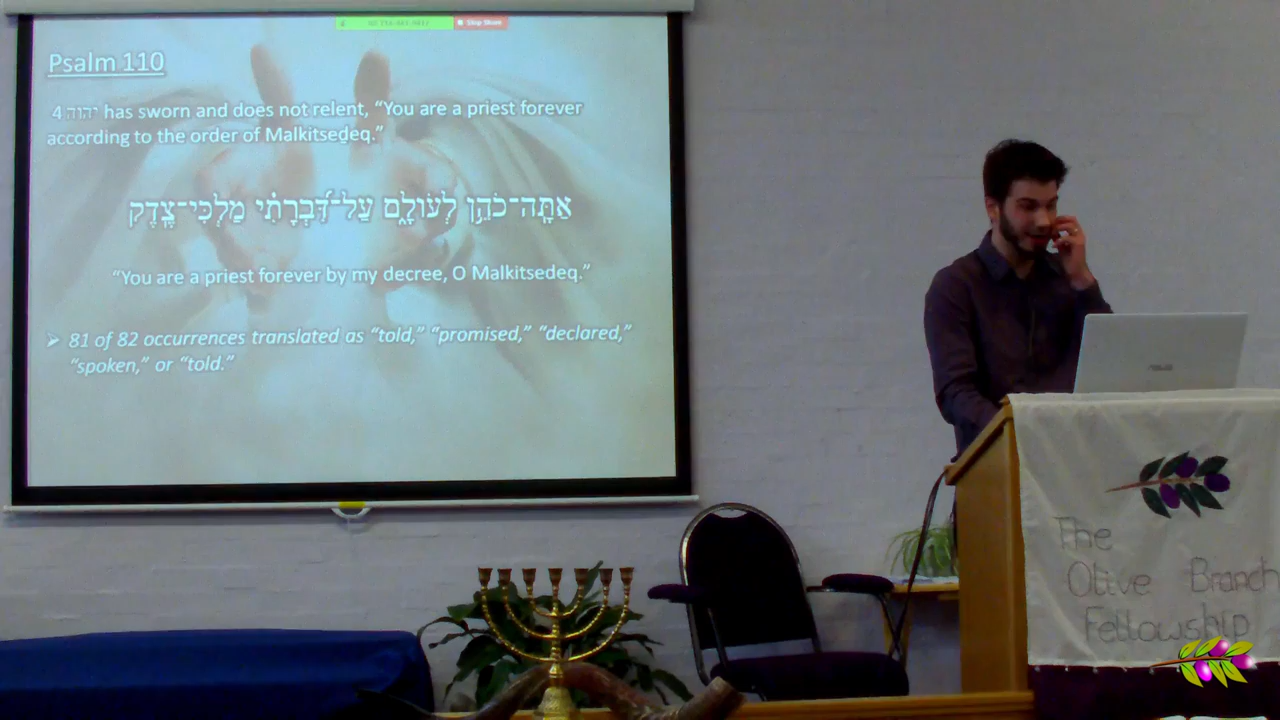 Stop Share
Psalm 110
4 יהוה has sworn and does not relent, “You are a priest forever
according to the order of Malkitseḏeq.”
אַתָּֽה־כֹהֵ֥ן לְעוֹלָ֑ם עַל־דִּ֝בְרָתִ֗י מַלְכִּי־צֶֽדֶק
“You are a priest forever by my decree, O Malkitsedeq.”
➢ 81 of 82 occurrences translated as “told,” “promised,” “declared,”
“spoken,” or “told.”
ASUS
The
Olive Branch
Fellowship